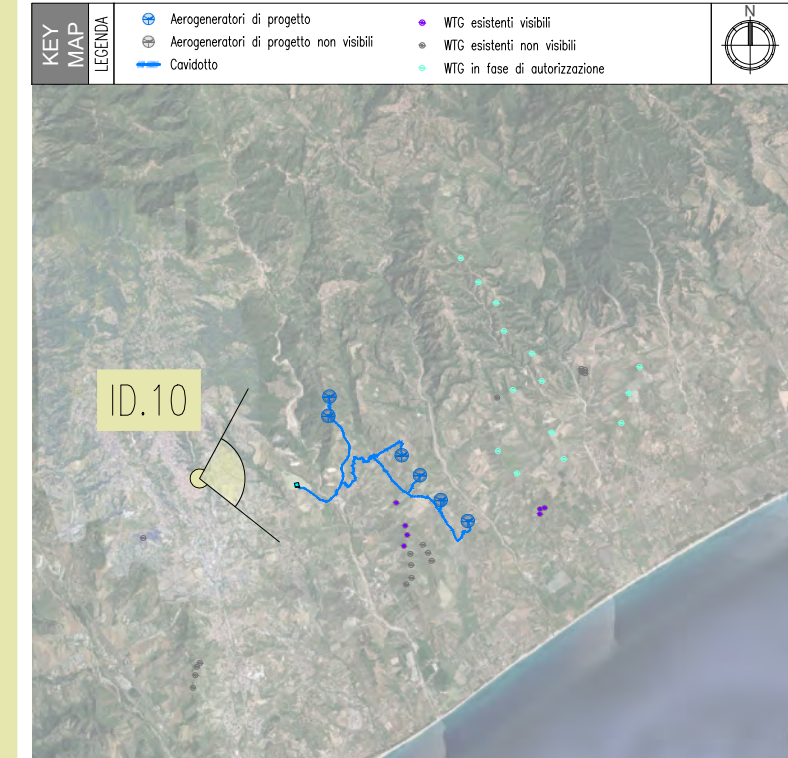 KEY MAP
LEGENDA
Aerogeneratori di progetto
Aerogeneratori di progetto non visibili
Cavidotto
WTG esistenti visibili
WTG esistenti non visibili
WTG in fase di autorizzazione
N
ID.10